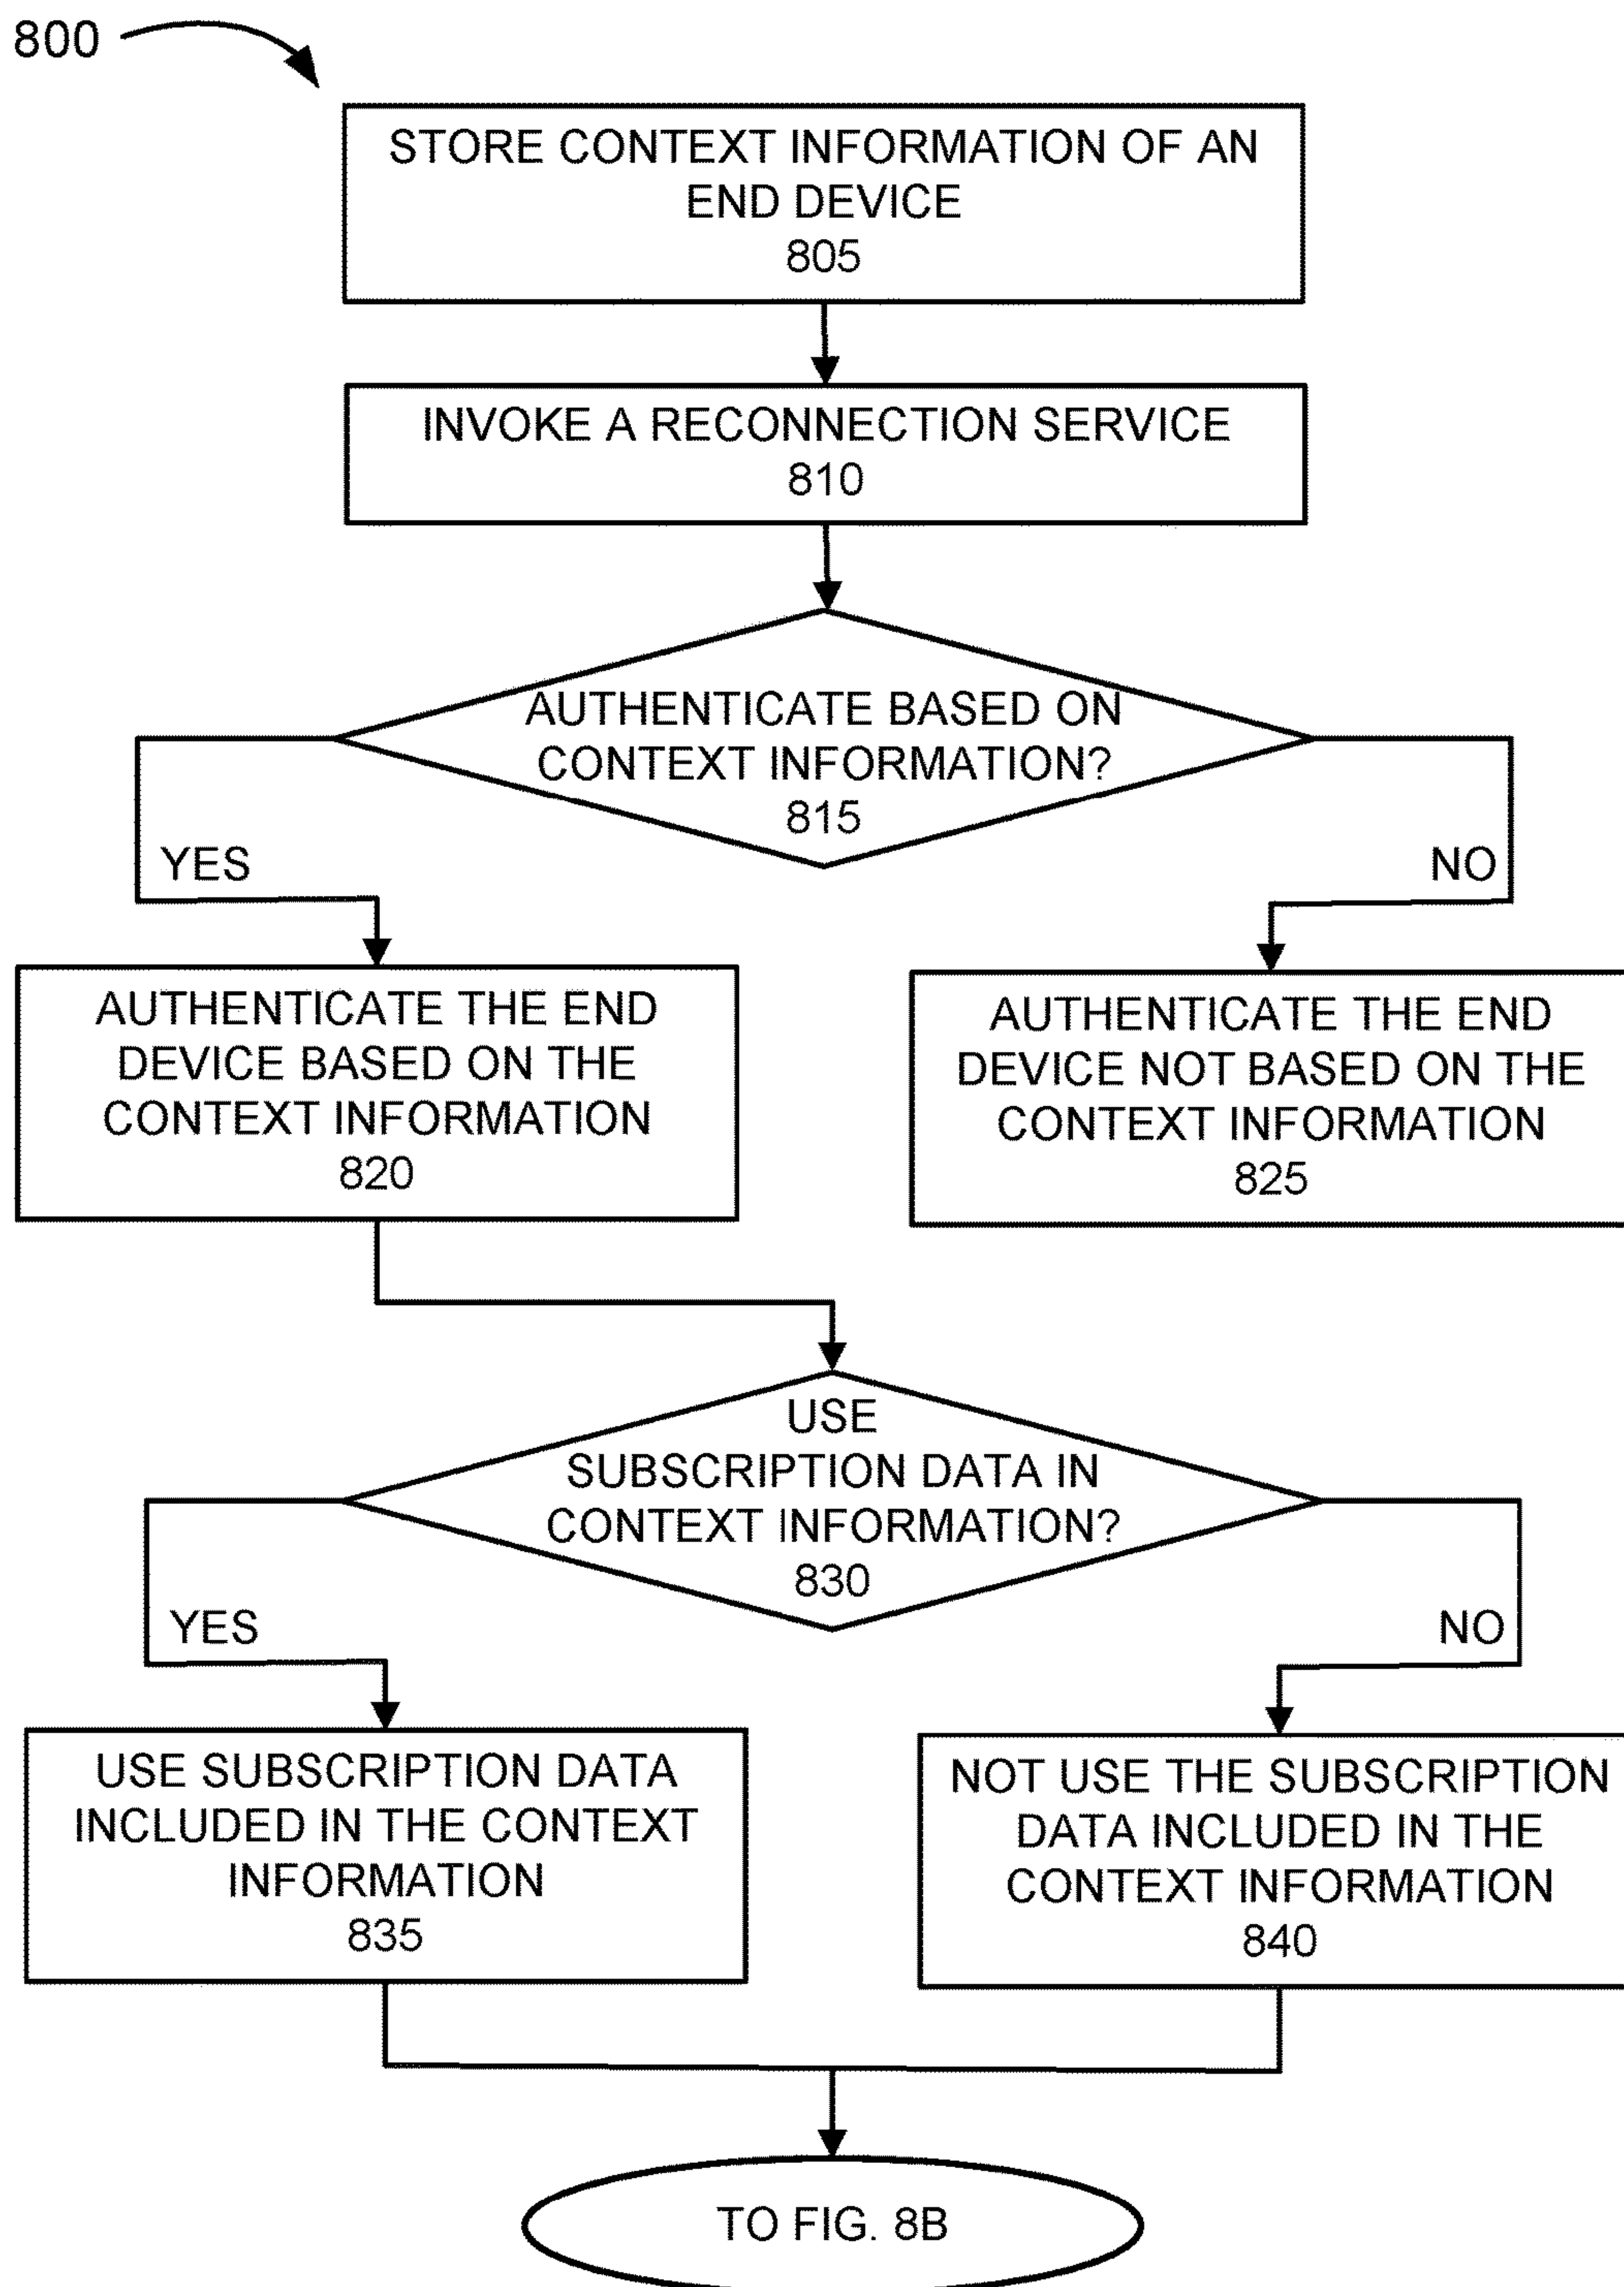 800
STORE CONTEXT INFORMATION OF AN
END DEVICE
805
INVOKE A RECONNECTION SERVICE
810
AUTHENTICATE BASED ON
CONTEXT INFORMATION?
815
YES
NO
AUTHENTICATE THE END
DEVICE BASED ON THE
CONTEXT INFORMATION
820
AUTHENTICATE THE END
DEVICE NOT BASED ON THE
CONTEXT INFORMATION
825
USE
SUBSCRIPTION DATA IN
CONTEXT INFORMATION?
830
YES
NO
USE SUBSCRIPTION DATA
INCLUDED IN THE CONTEXT
INFORMATION
835
NOT USE THE SUBSCRIPTION
DATA INCLUDED IN THE
CONTEXT INFORMATION
840
TO FIG. 8B